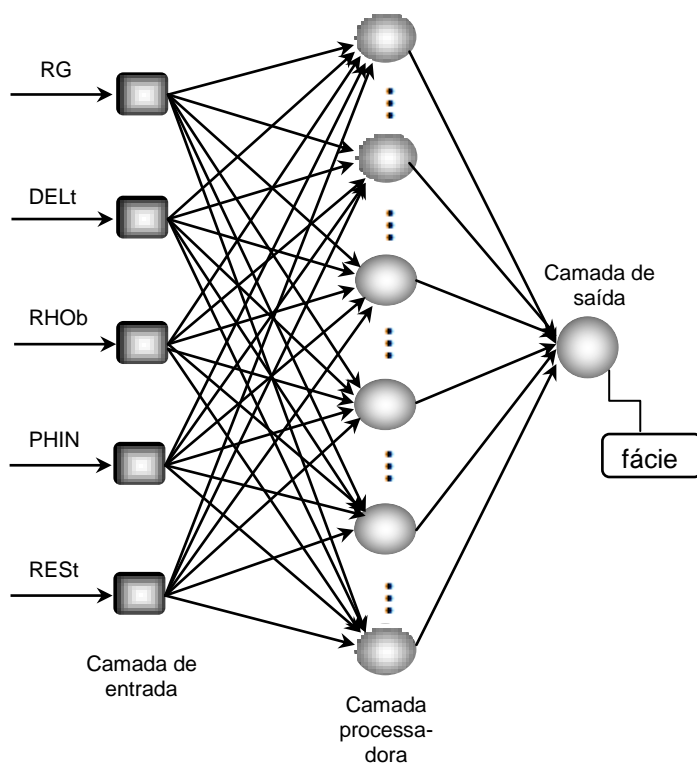 RG
DELt
RHOb
PHIN
RESt
Camada de
entrada
Camada
processa-
dora
Camada de
saída
fácie